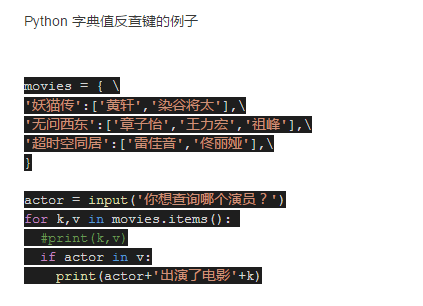 Python 字典值反查键的例子
movies = { \
'妖猫传':['黄轩','染谷将太'],\
'无问西东':['章子怡','王力宏','祖峰'],\
'超时空同居':['雷佳音','佟丽娅'],\
}
actor = input('你想查询哪个演员？')
for k,v in movies.items():
  #print(k,v)
  if actor in v:
    print(actor+'出演了电影'+k)